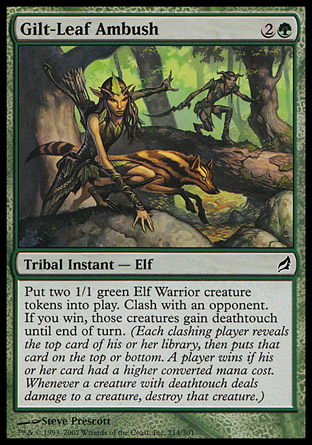 Gilt-Leaf Ambush 2
Tribal Instant — Elf
Put two 1/1 green Elf Warrior creature
tokens into play. Clash with an opponent.
If you win, those creatures gain deathtouch
until end of turn. (Each clashing player reveals
the top card of his or her library, then puts that
card on the top or bottom. A player wins if his
or her card had a higher converted mana cost.
Whenever a creature with deathtouch deals
damage to a creature, destroy that creature.)
Steve Prescott
™ & © 1993-2007 Wizards of the Coast, Inc. 214/301